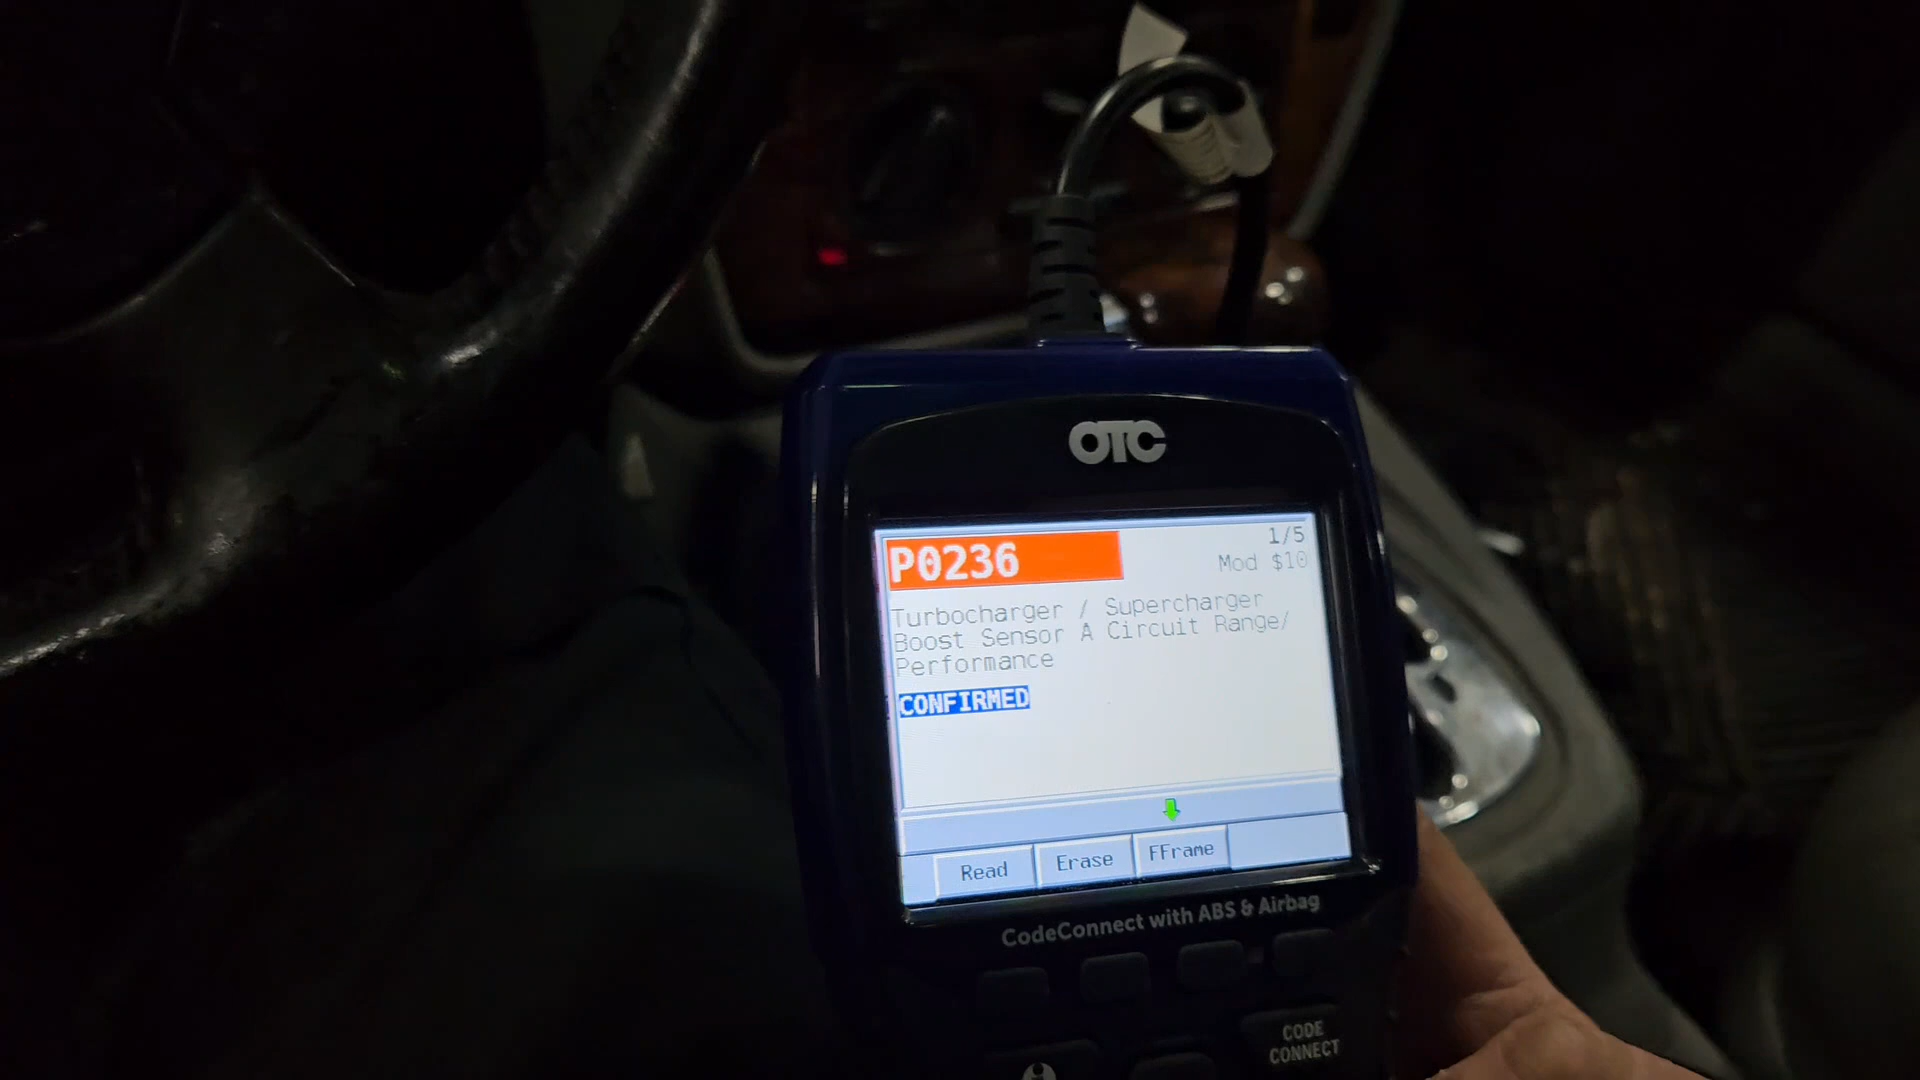 OTC
P0236
1/5
Mod $10
Turbocharger / Supercharger
Boost Sensor A Circuit Range/
Performance
CONFIRMED
Read
Erase
FFrame
CodeConnect with ABS & Airbag
CODE
CONNECT
i